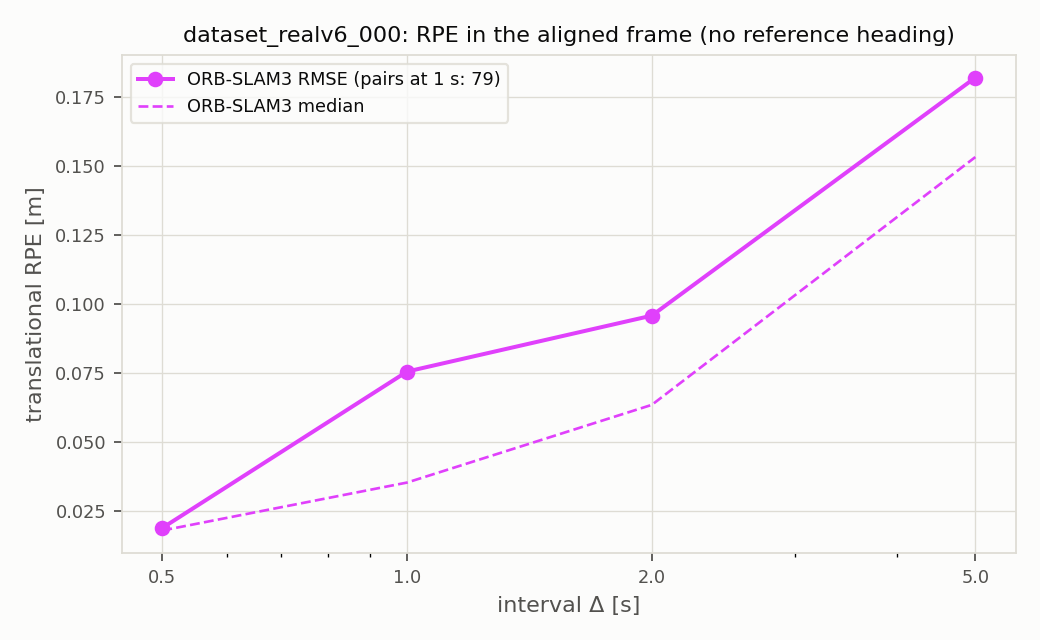 dataset_realv6_000: RPE in the aligned frame (no reference heading)
ORB-SLAM3 RMSE (pairs at 1 s: 79)
ORB-SLAM3 median
translational RPE [m]
0.175
0.150
0.125
0.100
0.075
0.050
0.025
0.5 1.0 2.0 5.0
interval Δ [s]